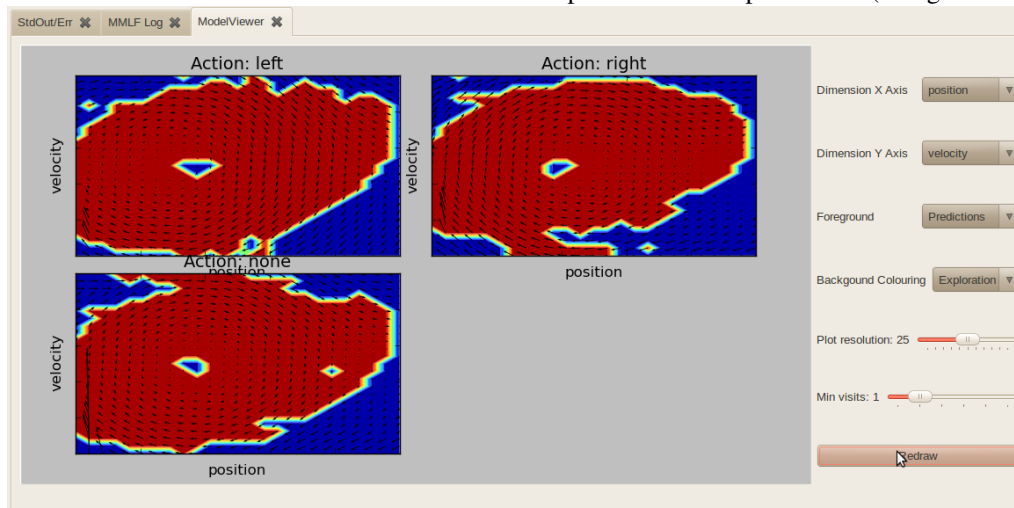 StdOut/Err
MMLF Log
ModelViewer
Action: left
Action: right
velocity
velocity
position
position
Action: none
velocity
position
Dimension X Axis position
Dimension Y Axis velocity
Foreground Predictions
Backgound Colouring Exploration
Plot resolution: 25
Min visits: 1
Redraw